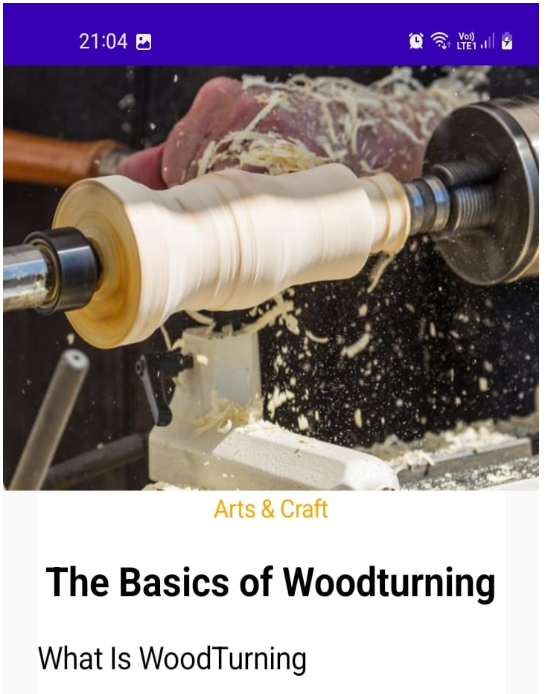 21:04
Vo))
LTE1
Arts & Craft
The Basics of Woodturning
What Is WoodTurning